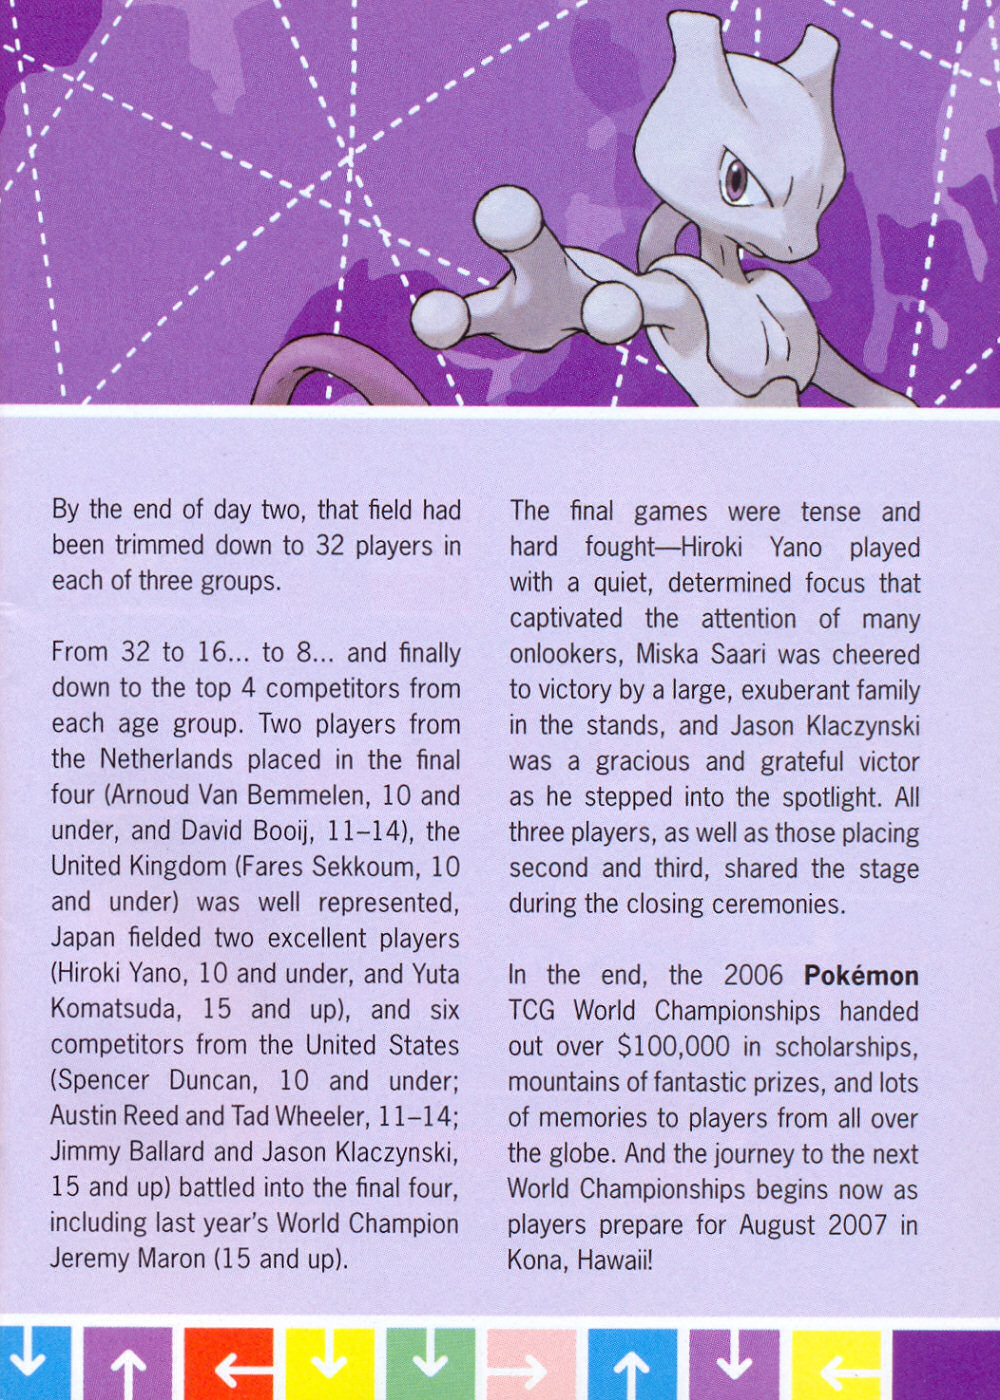 By the end of day two, that field had
been trimmed down to 32 players in
each of three groups.
From 32 to 16... to 8... and finally
down to the top 4 competitors from
each age group. Two players from
the Netherlands placed in the final
four (Arnoud Van Bemmelen, 10 and
under, and David Booij, 11–14), the
United Kingdom (Fares Sekkoum, 10
and under) was well represented,
Japan fielded two excellent players
(Hiroki Yano, 10 and under, and Yuta
Komatsuda, 15 and up), and six
competitors from the United States
(Spencer Duncan, 10 and under;
Austin Reed and Tad Wheeler, 11–14;
Jimmy Ballard and Jason Klaczynski,
15 and up) battled into the final four,
including last year's World Champion
Jeremy Maron (15 and up).
The final games were tense and
hard fought—Hiroki Yano played
with a quiet, determined focus that
captivated the attention of many
onlookers, Miska Saari was cheered
to victory by a large, exuberant family
in the stands, and Jason Klaczynski
was a gracious and grateful victor
as he stepped into the spotlight. All
three players, as well as those placing
second and third, shared the stage
during the closing ceremonies.
In the end, the 2006 Pokémon
TCG World Championships handed
out over $100,000 in scholarships,
mountains of fantastic prizes, and lots
of memories to players from all over
the globe. And the journey to the next
World Championships begins now as
players prepare for August 2007 in
Kona, Hawaii!